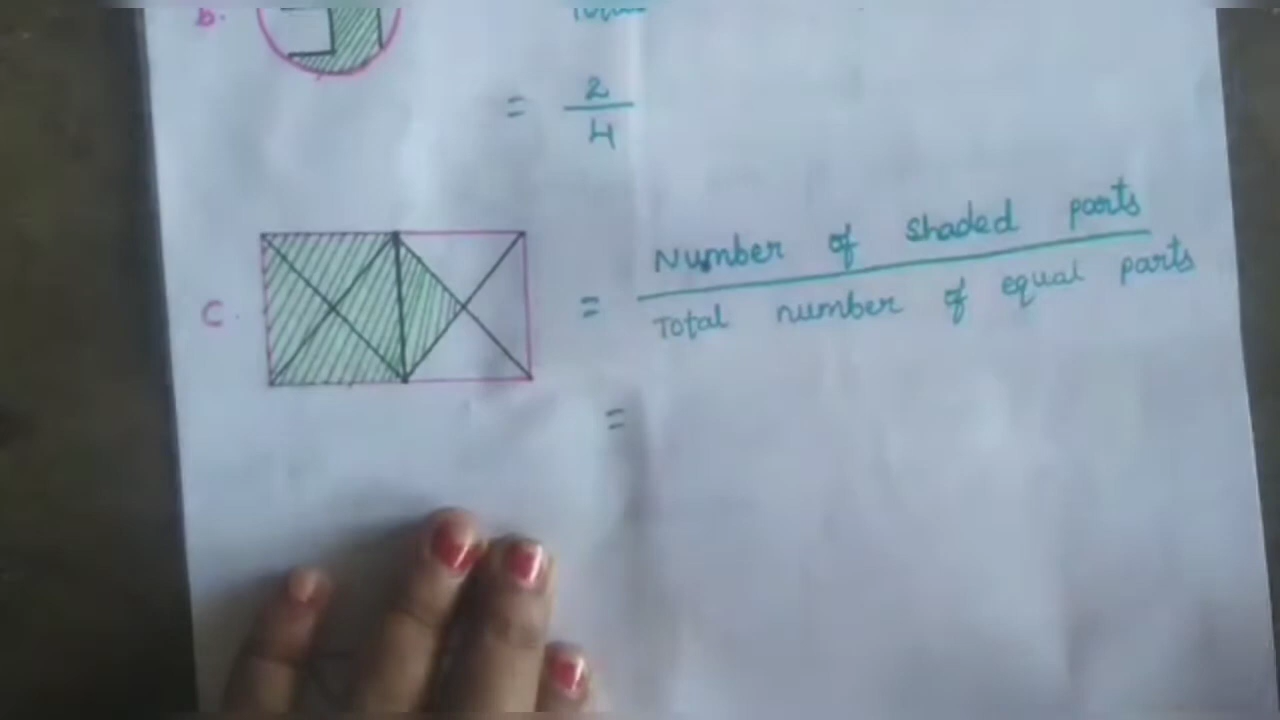 b.
= 2
4
c. = Number of shaded parts
Total number of equal parts
=